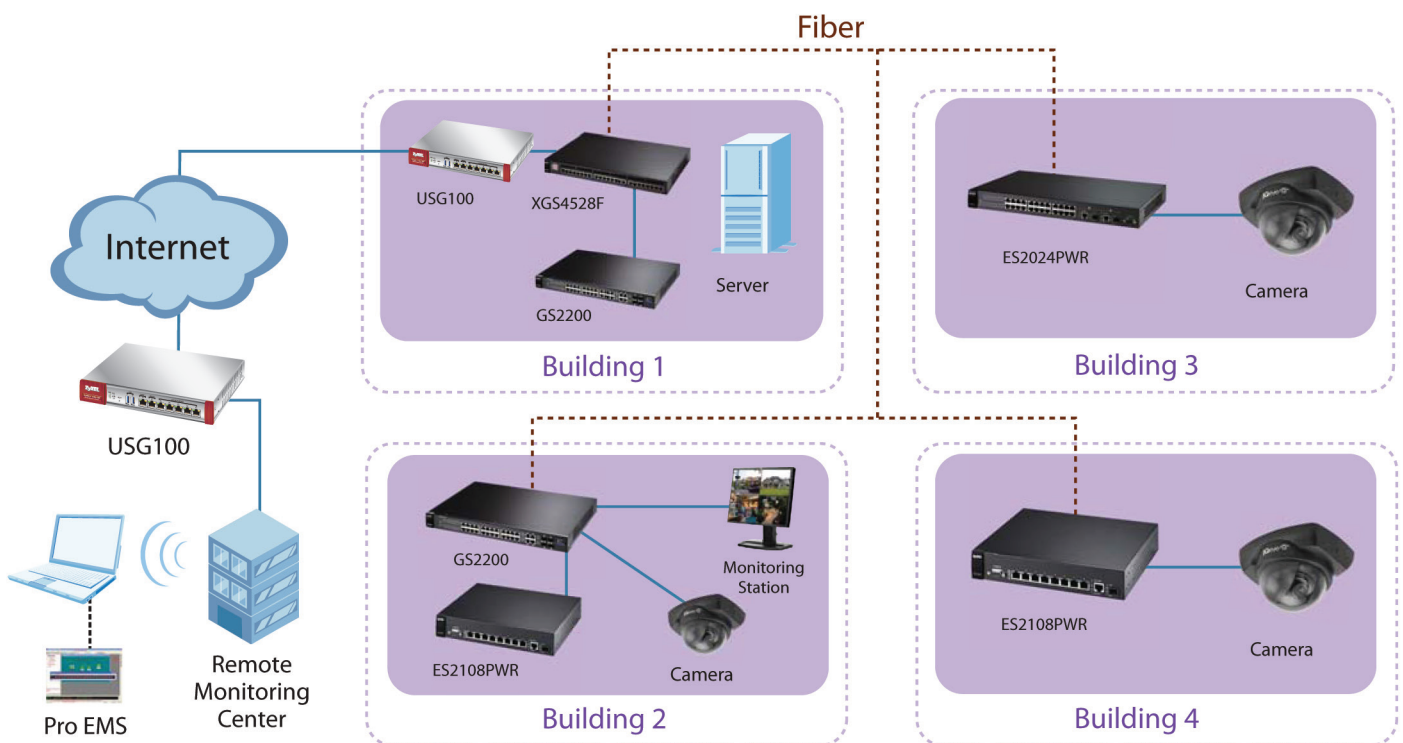 Fiber
USG100
XGS4528F
GS2200
Server
Building 1
ES2024PWR
Camera
Building 3
Internet
USG100
Remote
Monitoring
Center
Pro EMS
GS2200
ES2108PWR
Camera
Monitoring
Station
Building 2
ES2108PWR
Camera
Building 4